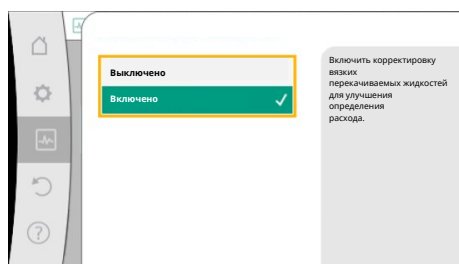 Выключено
Включено
Включить корректировку
вязких
перекачиваемых жидкостей
для улучшения
определения
расхода.